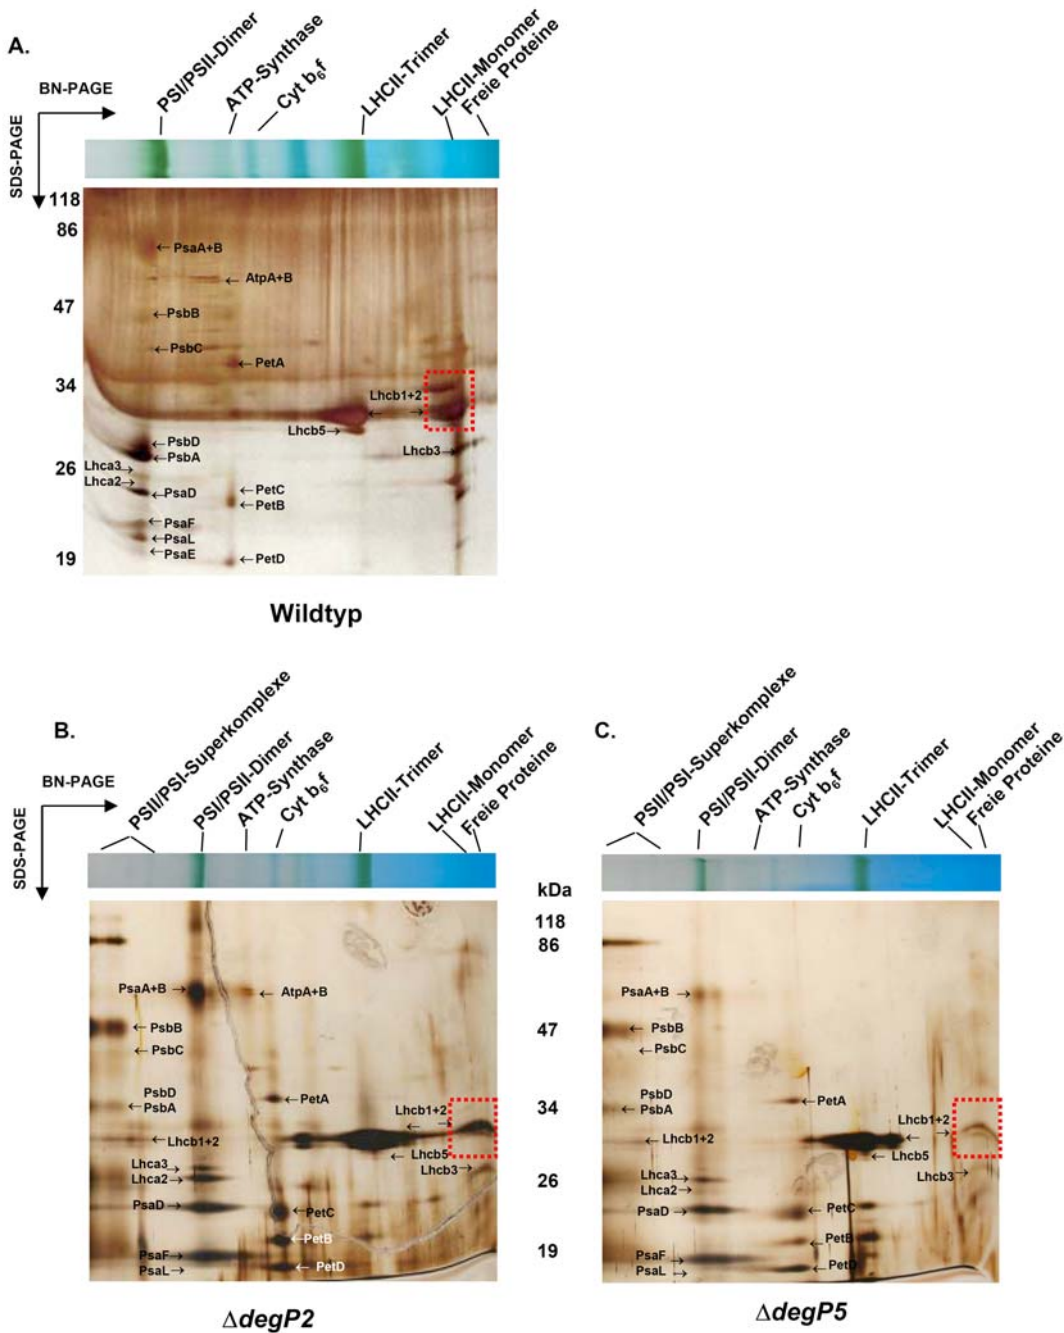 A.
BN-PAGE
SDS-PAGE
PSI/PSII-Dimer
ATP-Synthase
Cyt b₆f
LHCII-Trimer
LHCII-Monomer
Freie Proteine
118
86
47
34
26
19
←PsaA+B
← AtpA+B
←PsbB
←PsbC
←PetA
Lhcb1+2
← →
Lhcb5→
Lhcb3→
←PsbD
←PsbA
Lhca3→
Lhca2→
←PsaD
←PetC
←PetB
←PsaF
←PsaL
←PsaE
←PetD
Wildtyp
B.
BN-PAGE
SDS-PAGE
PSII/PSI-Superkomplexe
PSI/PSII-Dimer
ATP-Synthase
Cyt b₆f
LHCII-Trimer
LHCII-Monomer
Freie Proteine
PsaA+B→
← AtpA+B
←PsbB
←PsbC
PsbD
←PsbA
←PetA
Lhcb1+2
← →
←Lhcb1+2
←Lhcb5
Lhcb3→
Lhca3→
Lhca2→
PsaD→
←PetC
←PetB
PsaF→
PsaL→
←PetD
ΔdegP2
kDa
118
86
47
34
26
19
C.
PSII/PSI-Superkomplexe
PSI/PSII-Dimer
ATP-Synthase
Cyt b₆f
LHCII-Trimer
LHCII-Monomer
Freie Proteine
PsaA+B→
←PsbB
←PsbC
PsbD
←PsbA
←PetA
Lhcb1+2
← →
←Lhcb1+2
←Lhcb5
Lhcb3→
Lhca3→
Lhca2→
PsaD→
←PetC
PetB
PsaF→
PsaL→
←PetD
ΔdegP5